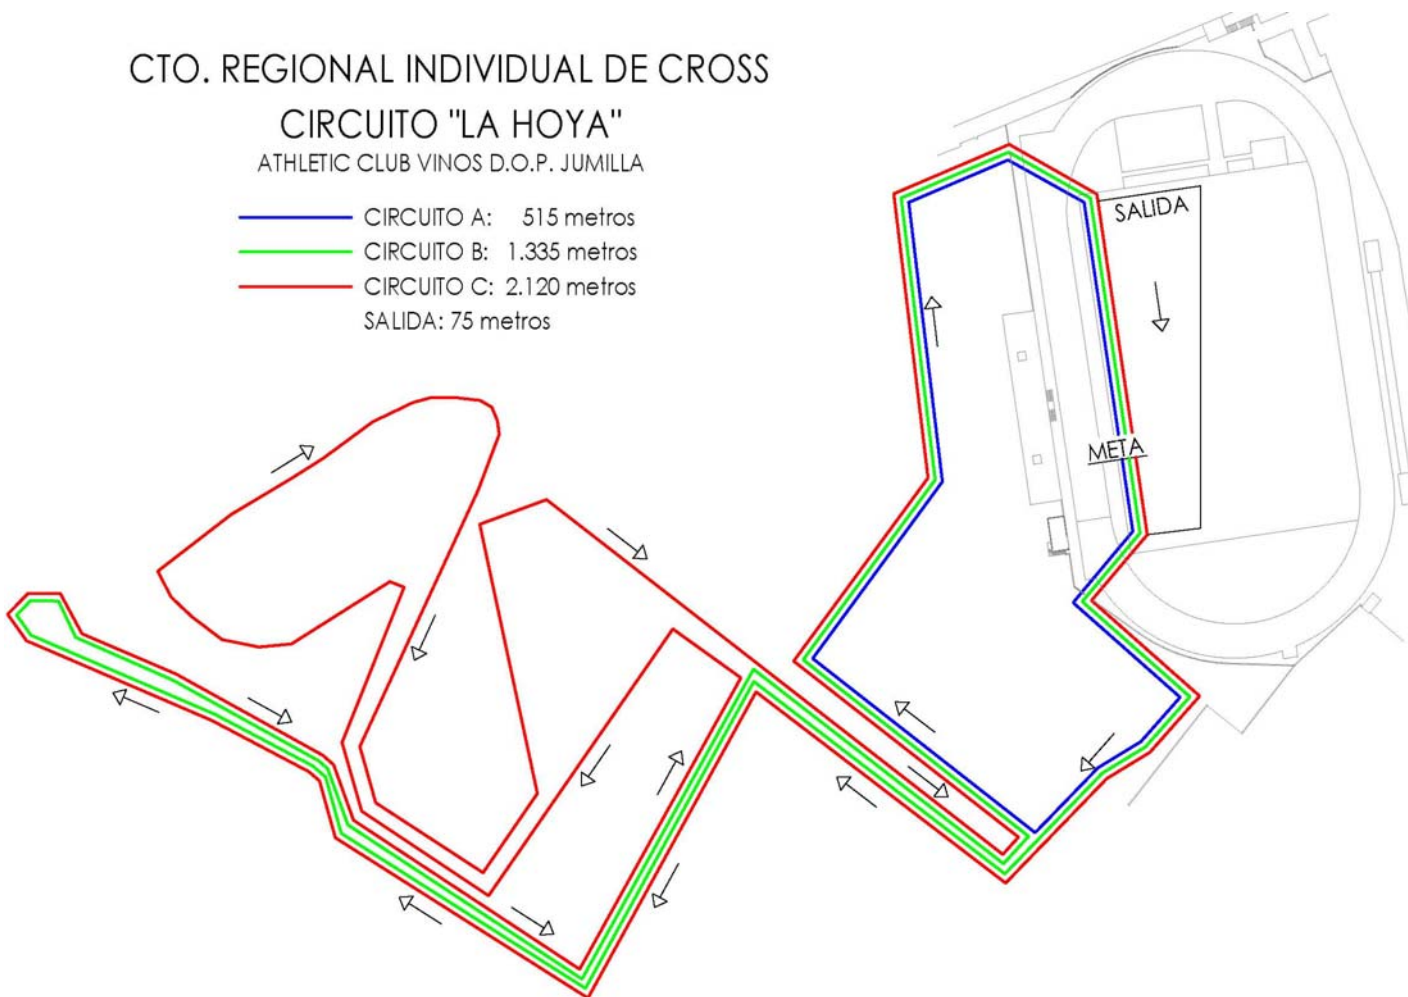 CTO. REGIONAL INDIVIDUAL DE CROSS
CIRCUITO "LA HOYA"
ATHLETIC CLUB VINOS D.O.P. JUMILLA
CIRCUITO A: 515 metros
CIRCUITO B: 1.335 metros
CIRCUITO C: 2.120 metros
SALIDA: 75 metros
SALIDA
META